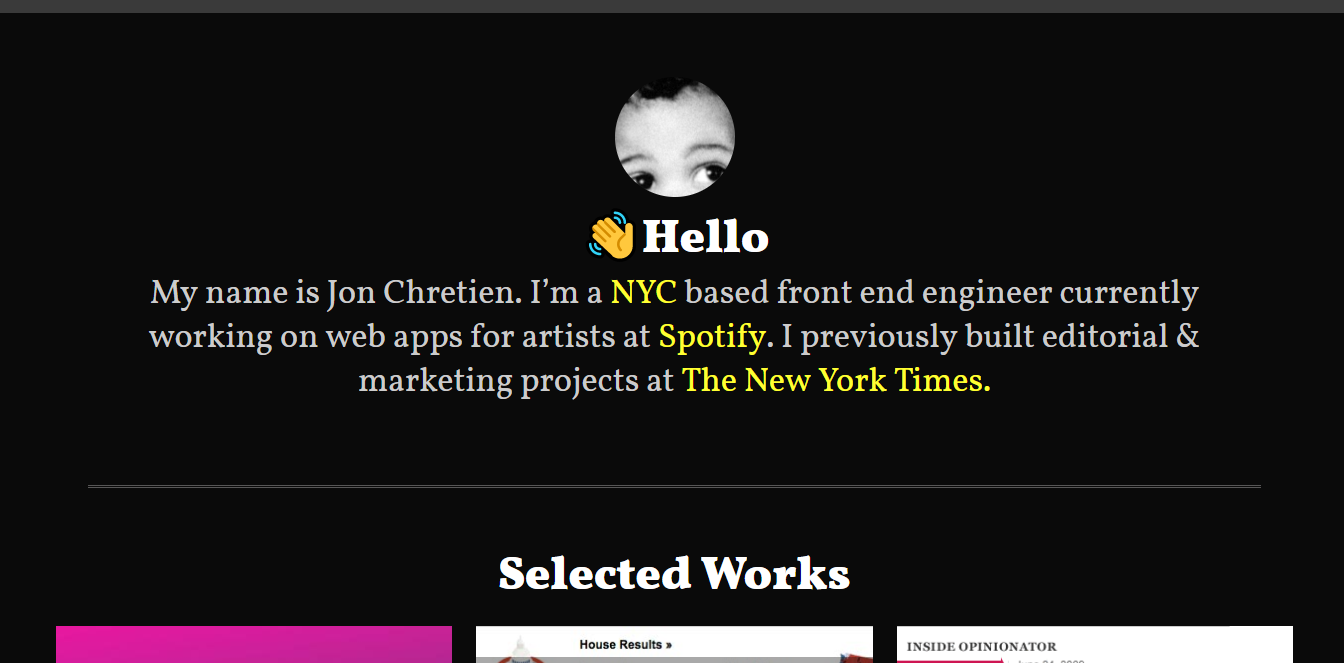 👋 Hello
My name is Jon Chretien. I’m a NYC based front end engineer currently
working on web apps for artists at Spotify. I previously built editorial &
marketing projects at The New York Times.
Selected Works
House Results »
INSIDE OPINIONATOR